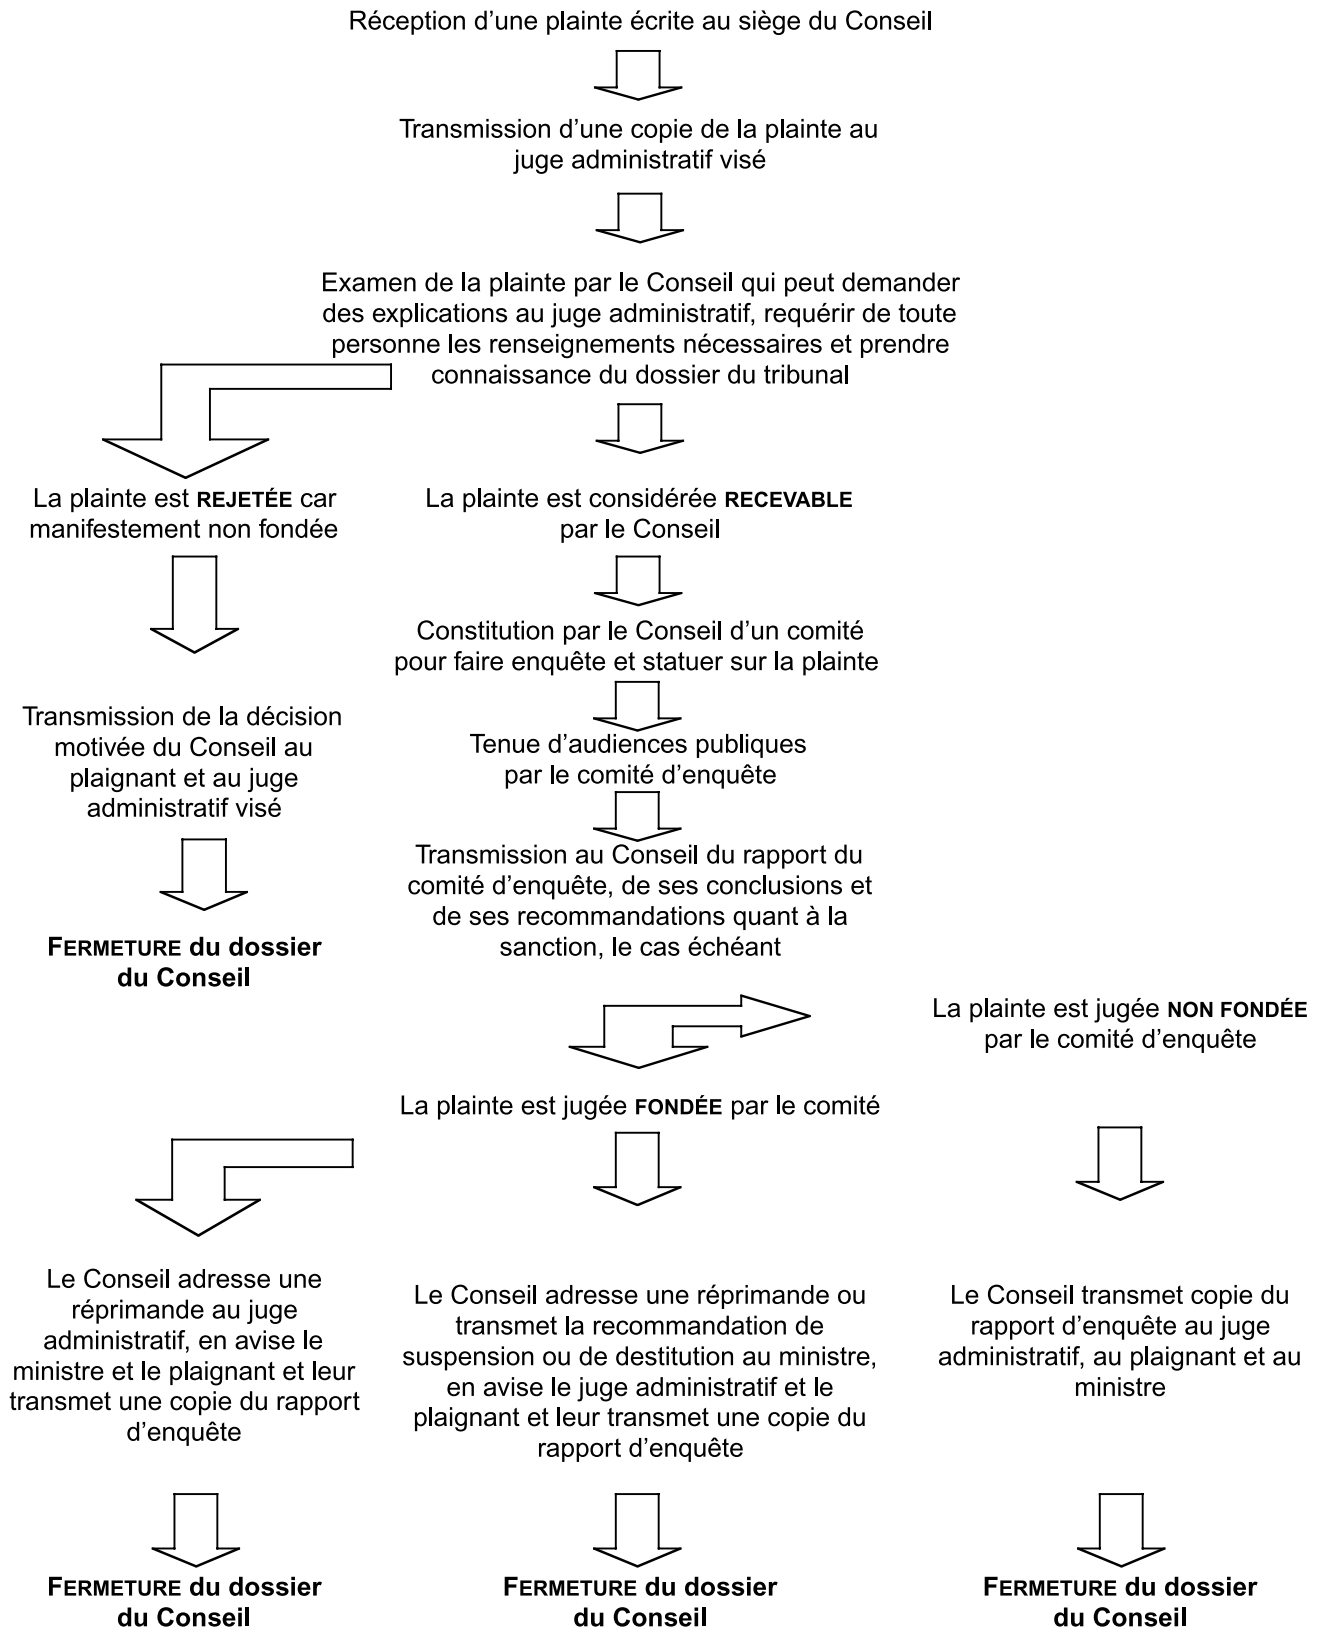 Réception d’une plainte écrite au siège du Conseil
Transmission d’une copie de la plainte au
juge administratif visé
Examen de la plainte par le Conseil qui peut demander
des explications au juge administratif, requérir de toute
personne les renseignements nécessaires et prendre
connaissance du dossier du tribunal
La plainte est REJETÉE car
manifestement non fondée
Transmission de la décision
motivée du Conseil au
plaignant et au juge
administratif visé
FERMETURE du dossier
du Conseil
La plainte est considérée RECEVABLE
par le Conseil
Constitution par le Conseil d’un comité
pour faire enquête et statuer sur la plainte
Tenue d’audiences publiques
par le comité d’enquête
Transmission au Conseil du rapport du
comité d’enquête, de ses conclusions et
de ses recommandations quant à la
sanction, le cas échéant
La plainte est jugée NON FONDÉE
par le comité d’enquête
La plainte est jugée FONDÉE par le comité
Le Conseil adresse une
réprimande au juge
administratif, en avise le
ministre et le plaignant et leur
transmet une copie du rapport
d’enquête
Le Conseil adresse une réprimande ou
transmet la recommandation de
suspension ou de destitution au ministre,
en avise le juge administratif et le
plaignant et leur transmet une copie du
rapport d’enquête
Le Conseil transmet copie du
rapport d’enquête au juge
administratif, au plaignant et au
ministre
FERMETURE du dossier
du Conseil
FERMETURE du dossier
du Conseil
FERMETURE du dossier
du Conseil